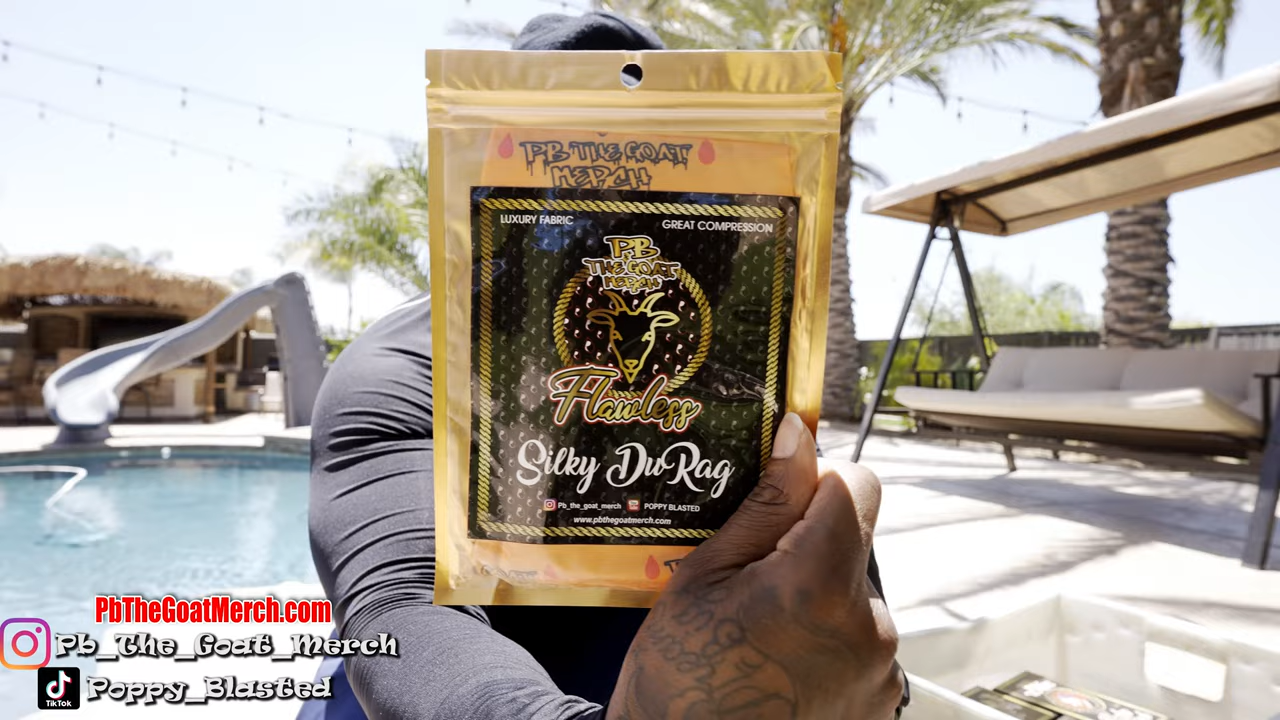 PB THE GOAT
MERCH
LUXURY FABRIC
GREAT COMPRESSION
PB
THE GOAT
MERCH
Flawless
Silky DuRag
Pb_the_goat_merch
POPPY BLASTED
www.pbthegoatmerch.com
PbTheGoatMerch.com
Pb_The_Goat_Merch
TikTok
Poppy_Blasted